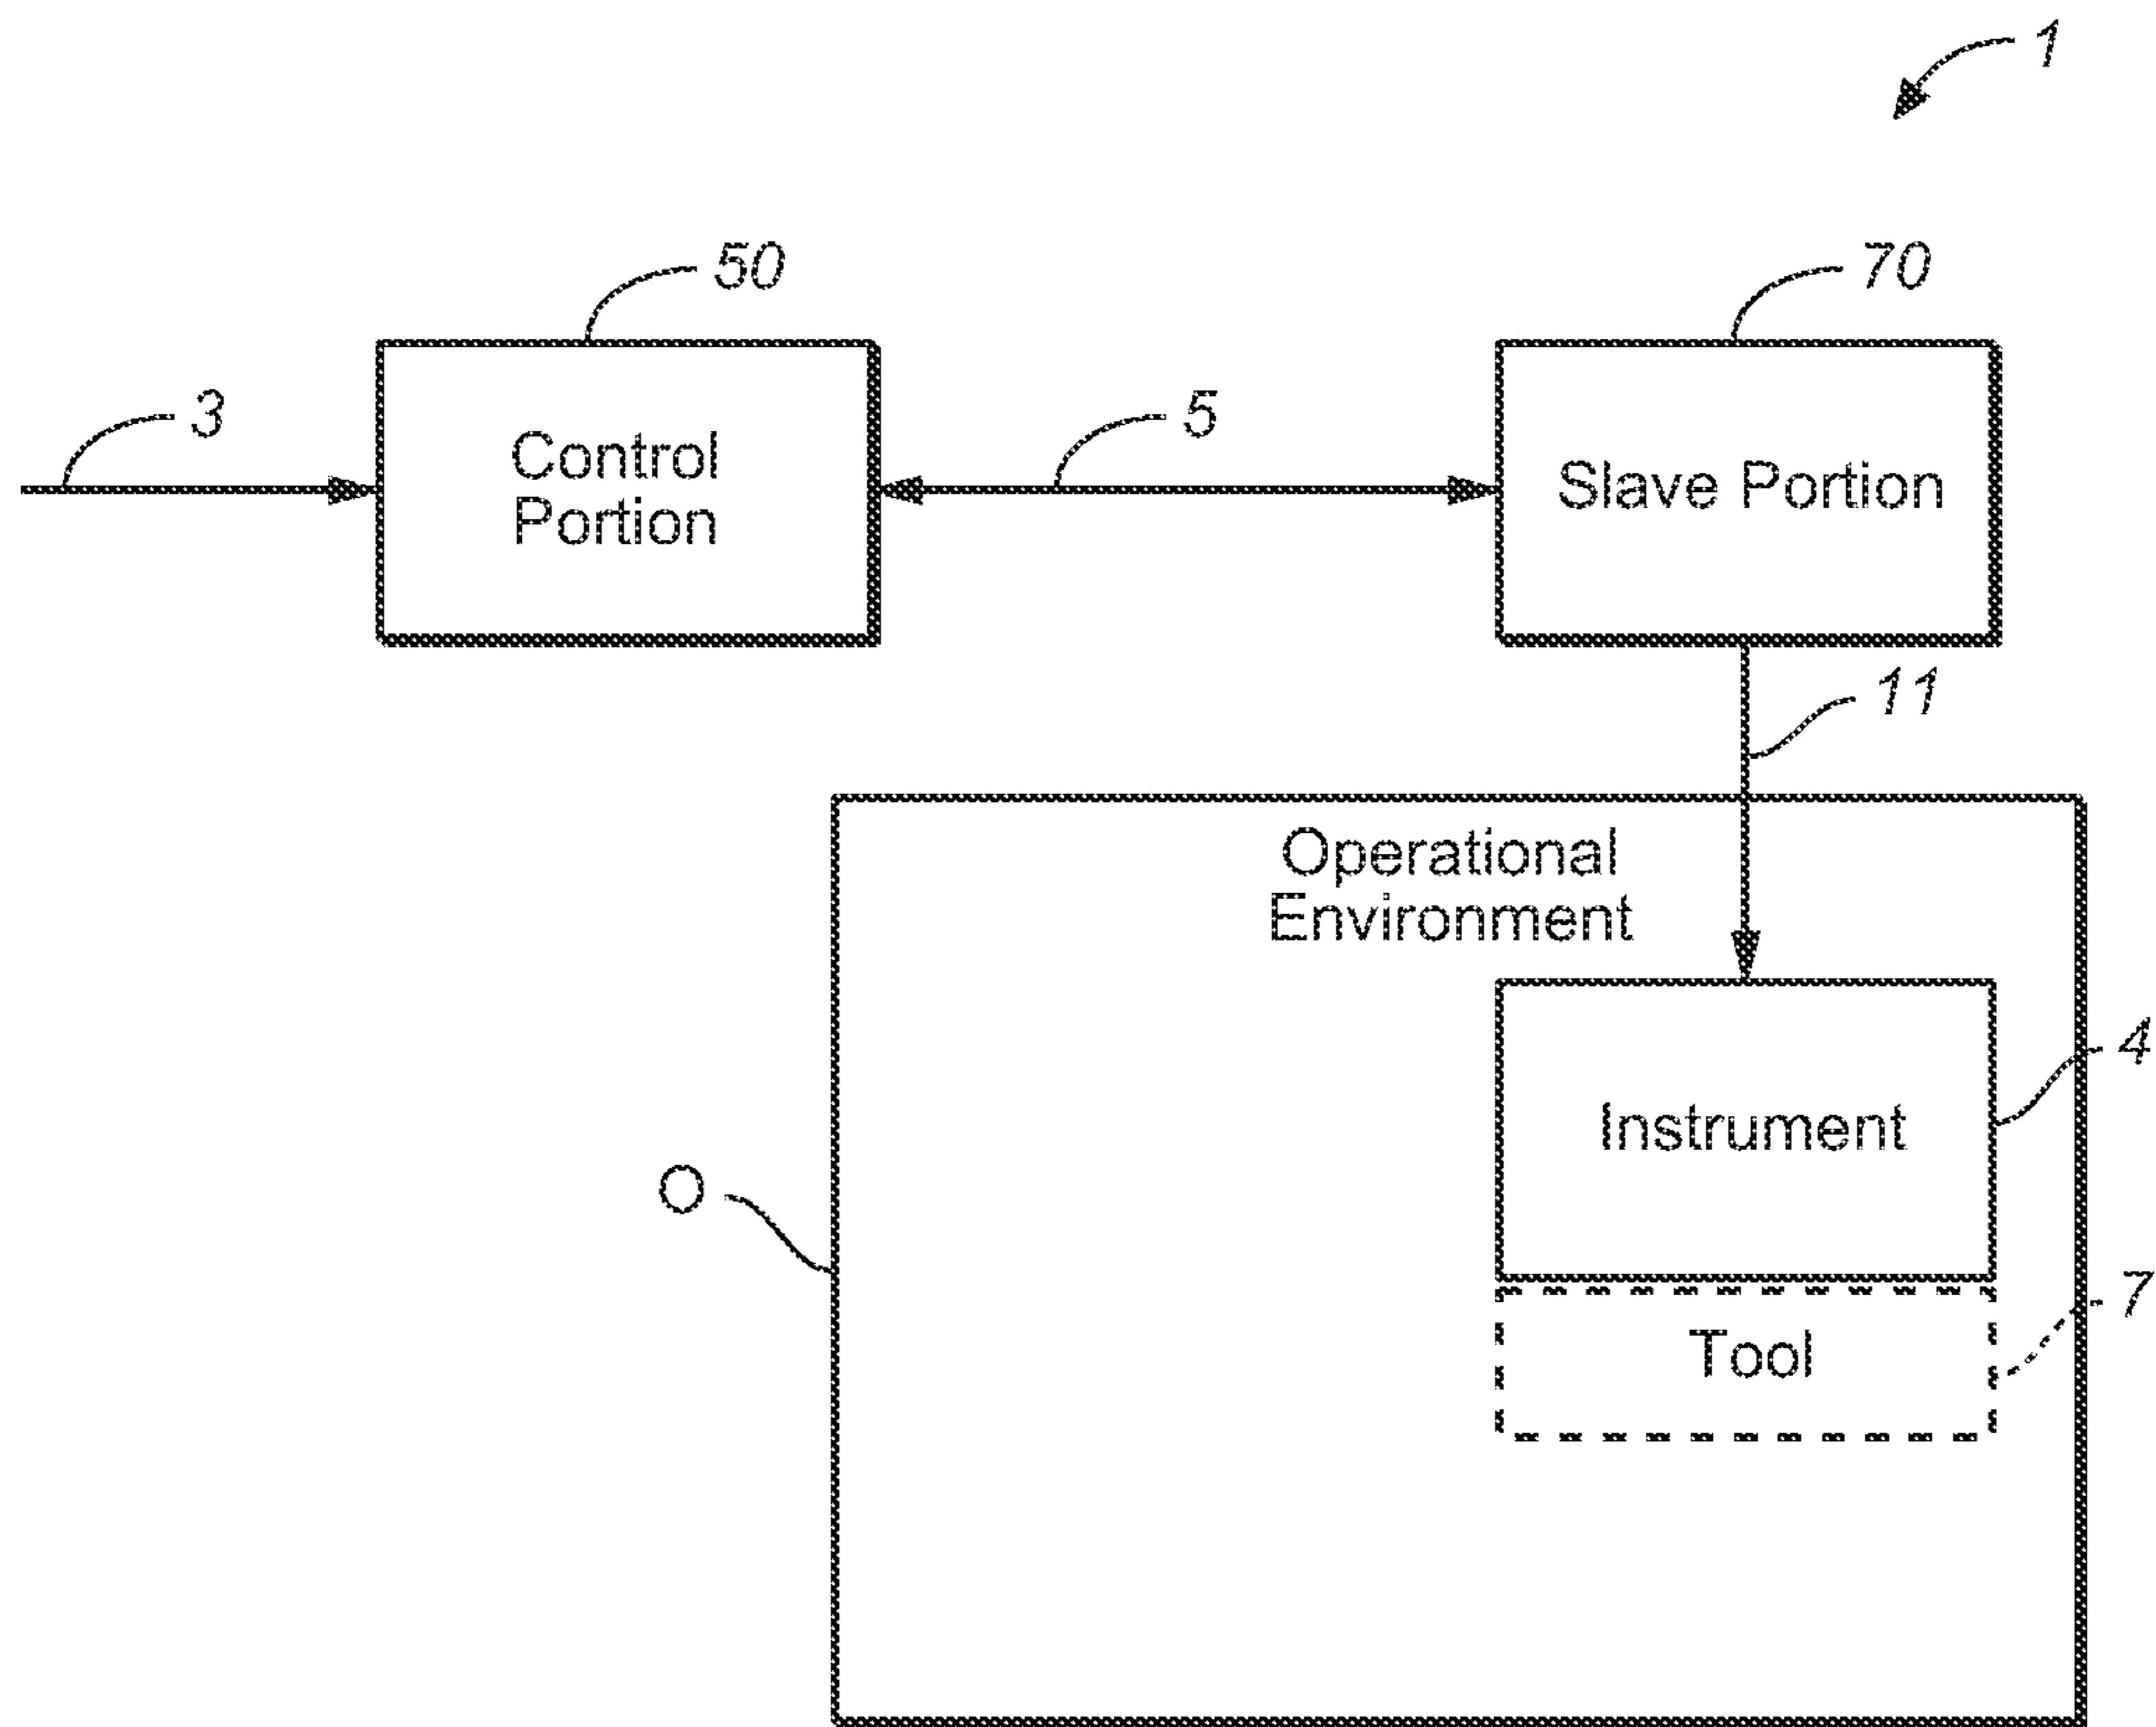 1
50
70
3
5
Control
Portion
Slave Portion
11
Operational
Environment
4
Instrument
O
7
Tool